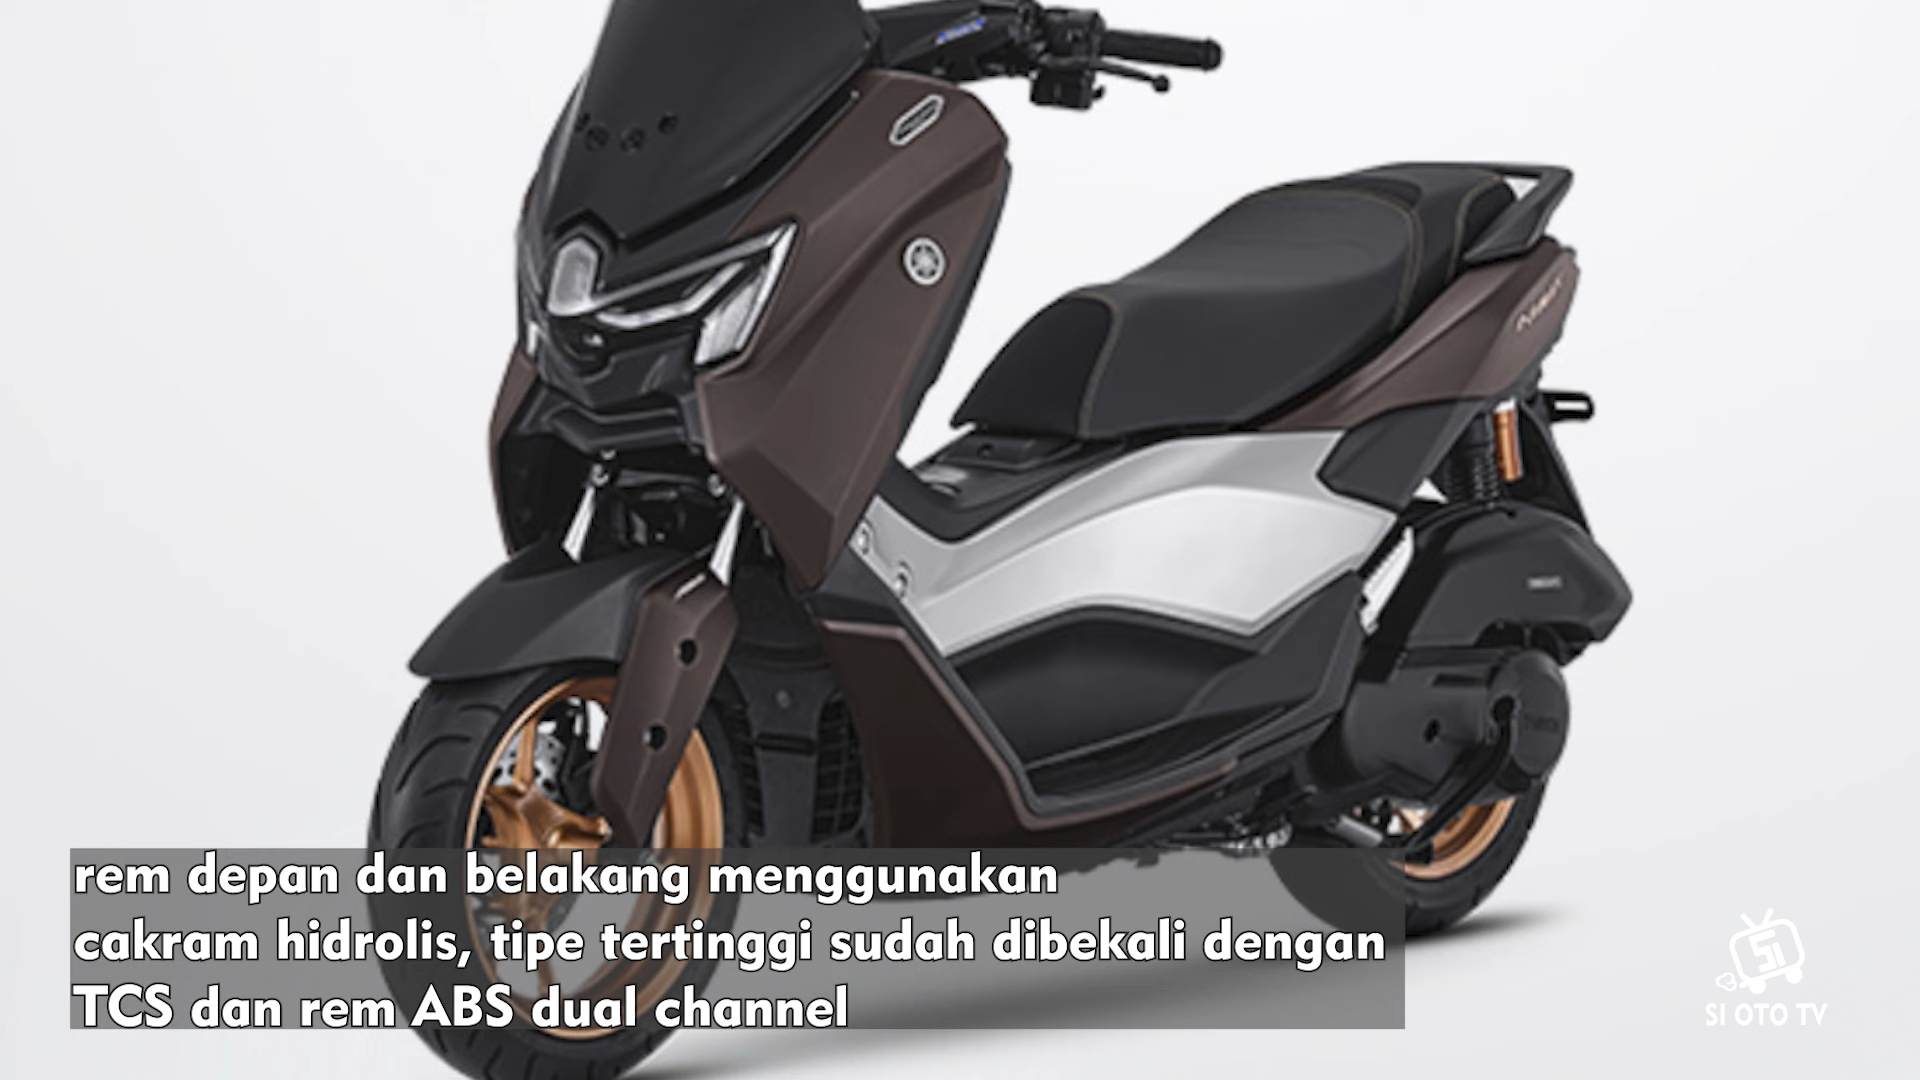 rem depan dan belakang menggunakan
cakram hidrolis, tipe tertinggi sudah dibekali dengan
TCS dan rem ABS dual channel
SI OTO TV